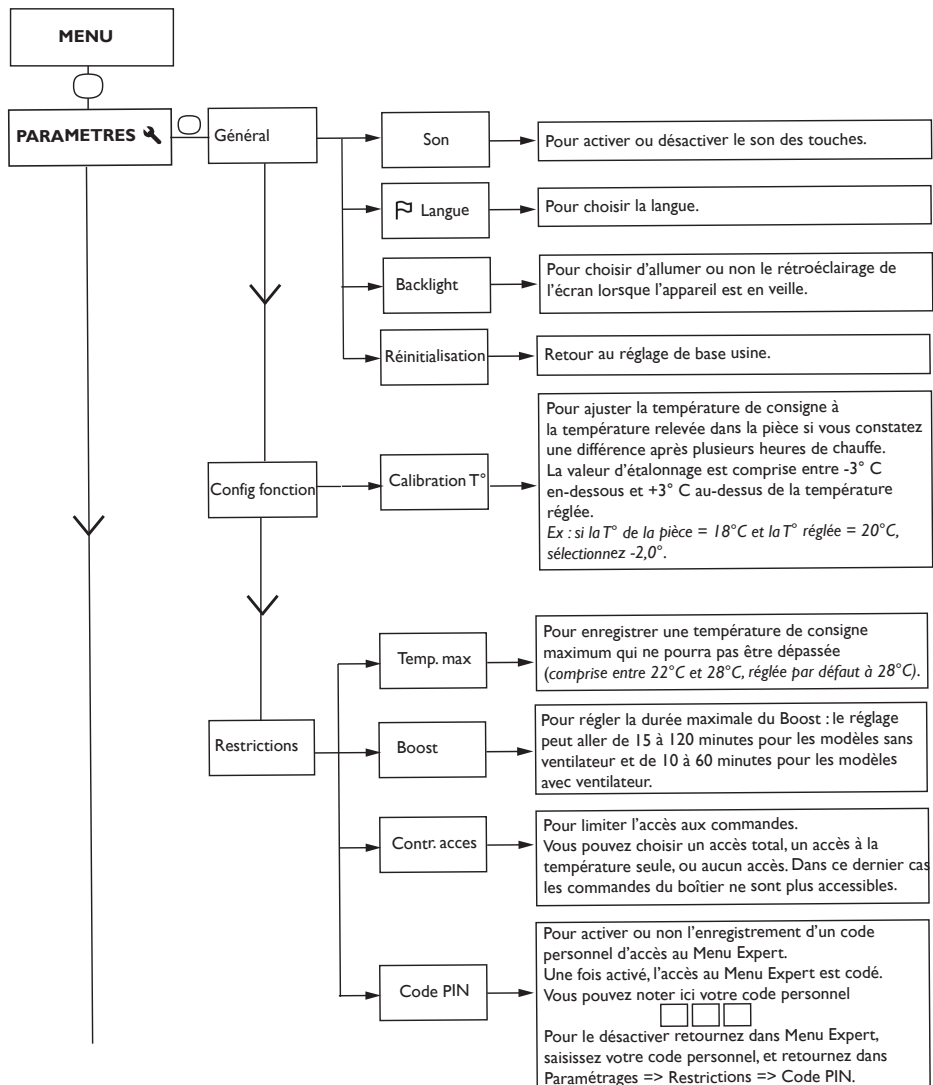 MENU
PARAMETRES
Général
Son
Pour activer ou désactiver le son des touches.
Langue
Pour choisir la langue.
Backlight
Pour choisir d'allumer ou non le rétroéclairage de
l'écran lorsque l'appareil est en veille.
Réinitialisation
Retour au réglage de base usine.
Config fonction
Calibration T°
Pour ajuster la température de consigne à
la température relevée dans la pièce si vous constatez
une différence après plusieurs heures de chauffe.
La valeur d'étalonnage est comprise entre -3° C
en-dessous et +3° C au-dessus de la température
réglée.
Ex : si la T° de la pièce = 18°C et la T° réglée = 20°C,
sélectionnez -2,0°.
Restrictions
Temp. max
Pour enregistrer une température de consigne
maximum qui ne pourra pas être dépassée
(comprise entre 22°C et 28°C, réglée par défaut à 28°C).
Boost
Pour régler la durée maximale du Boost : le réglage
peut aller de 15 à 120 minutes pour les modèles sans
ventilateur et de 10 à 60 minutes pour les modèles
avec ventilateur.
Contr. acces
Pour limiter l'accès aux commandes.
Vous pouvez choisir un accès total, un accès à la
température seule, ou aucun accès. Dans ce dernier cas
les commandes du boîtier ne sont plus accessibles.
Code PIN
Pour activer ou non l'enregistrement d'un code
personnel d'accès au Menu Expert.
Une fois activé, l'accès au Menu Expert est codé.
Vous pouvez noter ici votre code personnel
Pour le désactiver retournez dans Menu Expert,
saisissez votre code personnel, et retournez dans
Paramétrages => Restrictions => Code PIN.